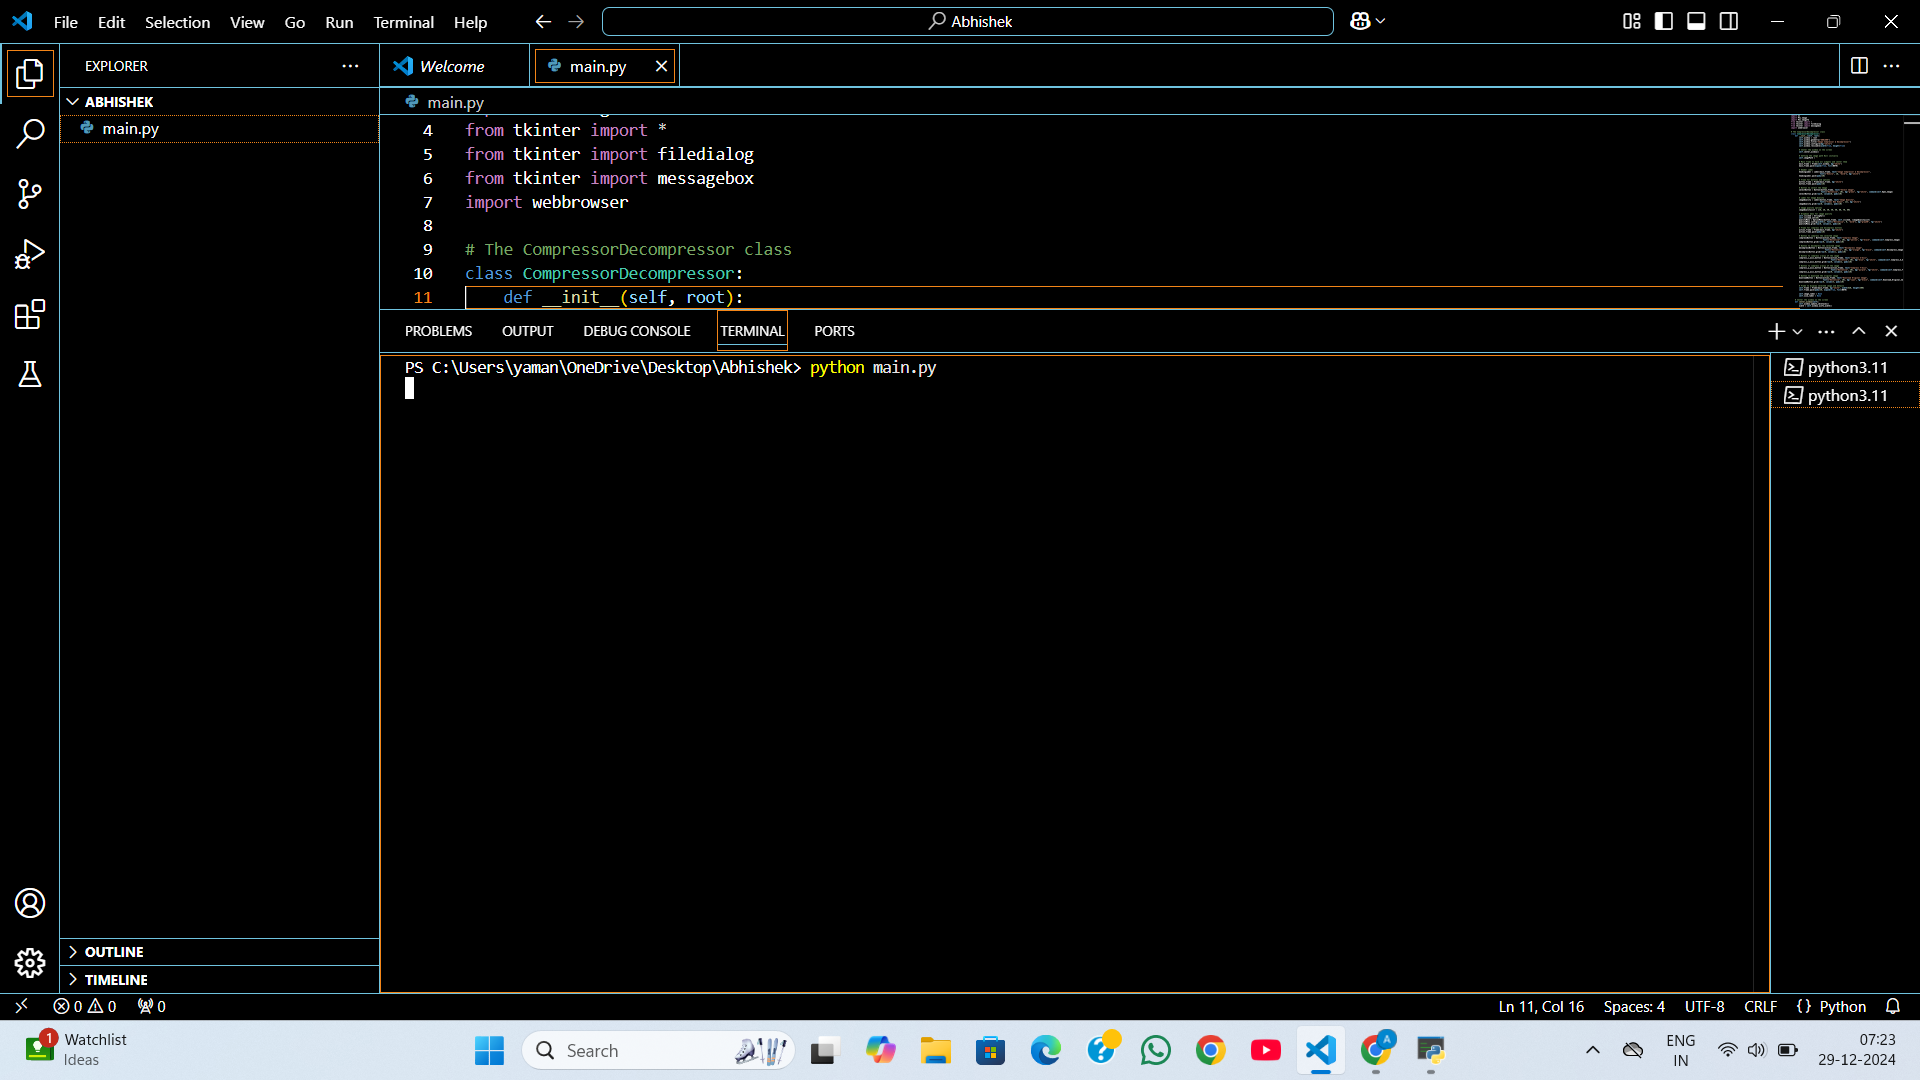 File Edit Selection View Go Run Terminal Help
Abhishek
EXPLORER
ABHISHEK
main.py
Welcome
main.py
main.py
4 from tkinter import *
5 from tkinter import filedialog
6 from tkinter import messagebox
7 import webbrowser
8
9 # The CompressorDecompressor class
10 class CompressorDecompressor:
11 def __init__(self, root):
PROBLEMS OUTPUT DEBUG CONSOLE TERMINAL PORTS
PS C:\Users\yaman\OneDrive\Desktop\Abhishek> python main.py
python3.11
python3.11
OUTLINE
TIMELINE
0 0 0
Ln 11, Col 16 Spaces: 4 UTF-8 CRLF {} Python
1
Watchlist
Ideas
Search
A
ENG
IN
07:23
29-12-2024